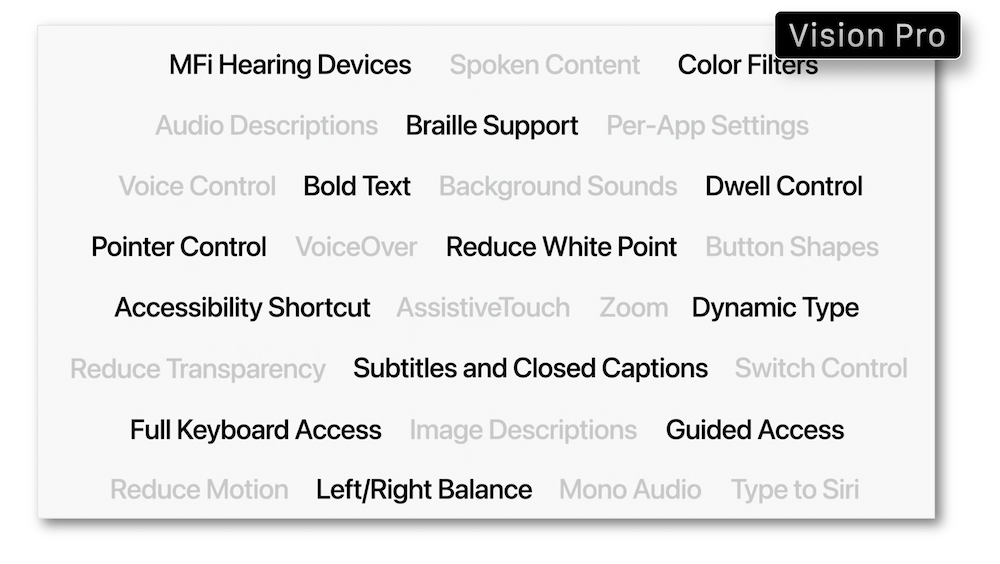 Vision Pro
MFi Hearing Devices Spoken Content Color Filters
Audio Descriptions Braille Support Per-App Settings
Voice Control Bold Text Background Sounds Dwell Control
Pointer Control VoiceOver Reduce White Point Button Shapes
Accessibility Shortcut AssistiveTouch Zoom Dynamic Type
Reduce Transparency Subtitles and Closed Captions Switch Control
Full Keyboard Access Image Descriptions Guided Access
Reduce Motion Left/Right Balance Mono Audio Type to Siri